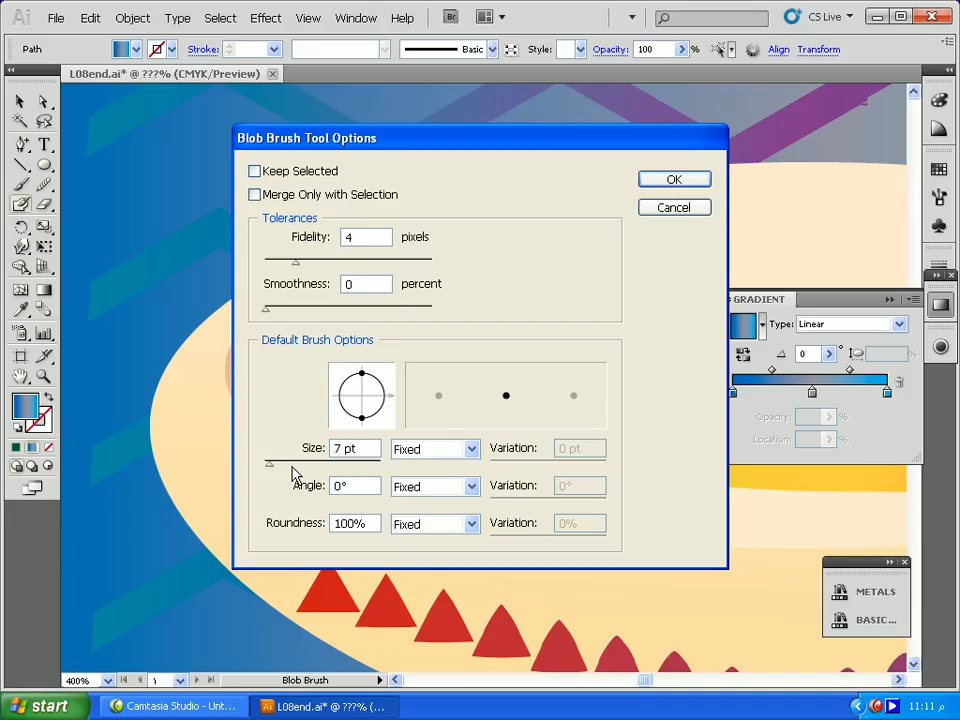 Ai File Edit Object Type Select Effect View Window Help Br CS Live
Path Stroke: Basic Style: Opacity: 100 % Align Transform
L08end.ai* @ ???% (CMYK/Preview)
Blob Brush Tool Options
Keep Selected
OK
Merge Only with Selection
Cancel
Tolerances
Fidelity: 4 pixels
Smoothness: 0 percent
GRADIENT
Type: Linear
0 °
%
Default Brush Options
Opacity: %
Location: %
Size: 7 pt Fixed Variation: 0 pt
Angle: 0° Fixed Variation: 0°
Roundness: 100% Fixed Variation: 0%
METALS
BASIC...
400% Blob Brush
start Camtasia Studio - Unt... L08end.ai* @ ???% (... 11:11 م